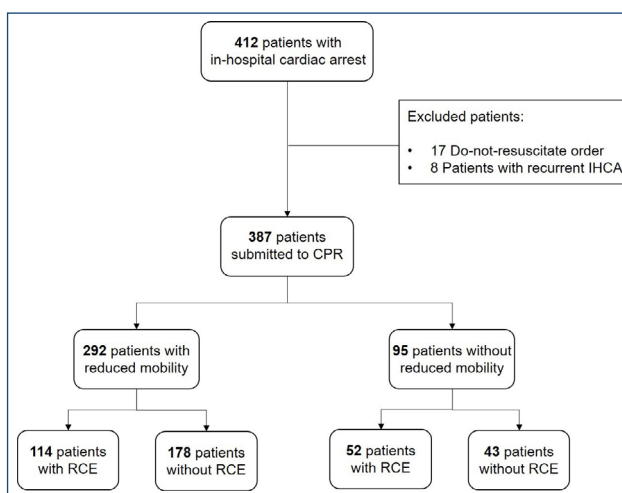 412 patients with
in-hospital cardiac arrest
Excluded patients:
• 17 Do-not-resuscitate order
• 8 Patients with recurrent IHCA
387 patients
submitted to CPR
292 patients with
reduced mobility
95 patients without
reduced mobility
114 patients
with RCE
178 patients
without RCE
52 patients
with RCE
43 patients
without RCE